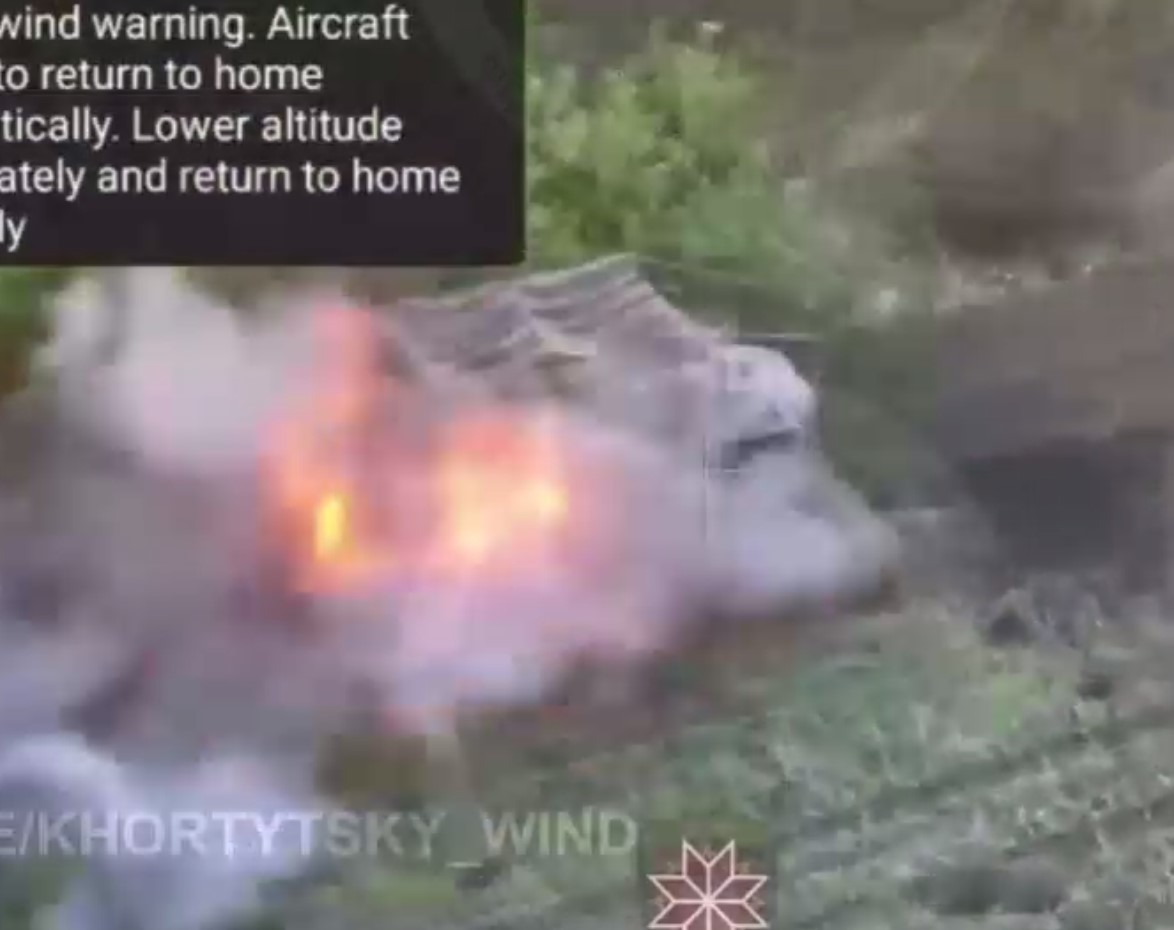 wind warning. Aircraft
to return to home
tically. Lower altitude
ately and return to home
ly
E/KHORTYTSKY_WIND